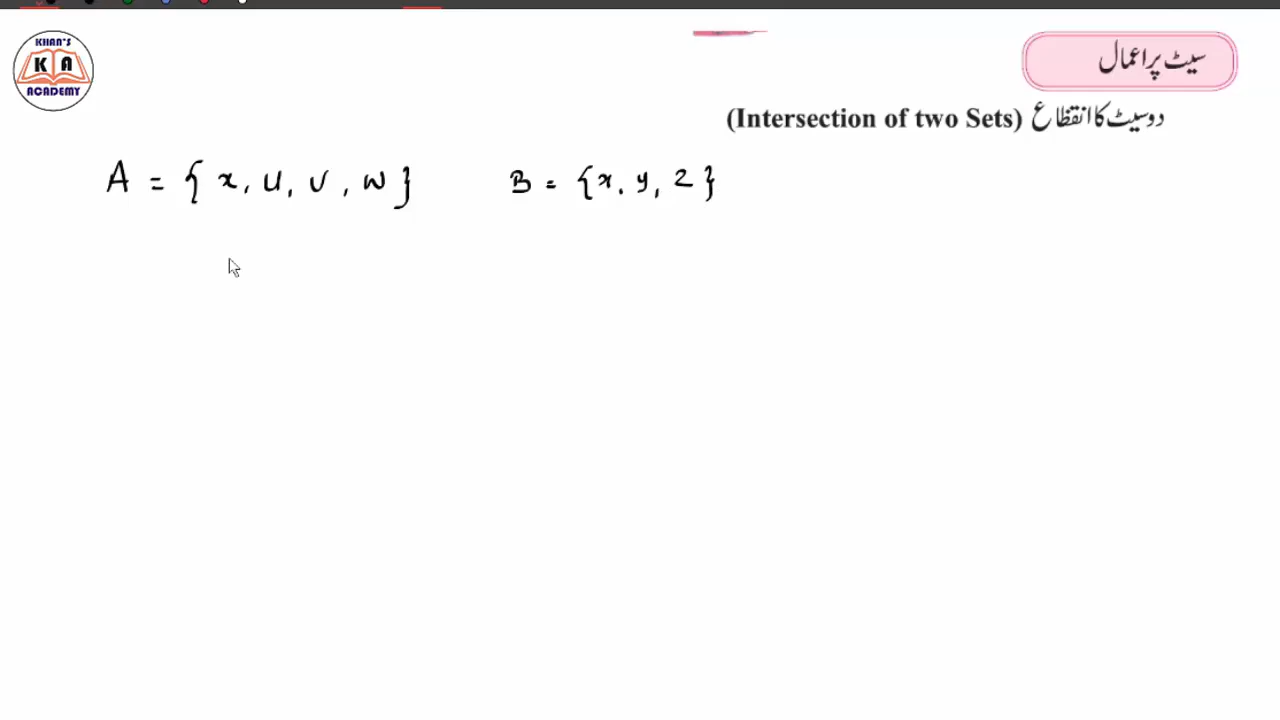 KHAN'S
K A
ACADEMY
سیٹ پر اعمال
دو سیٹ کا انقطاع (Intersection of two Sets)
A = { x, u, v, w}   B = {x, y, z}